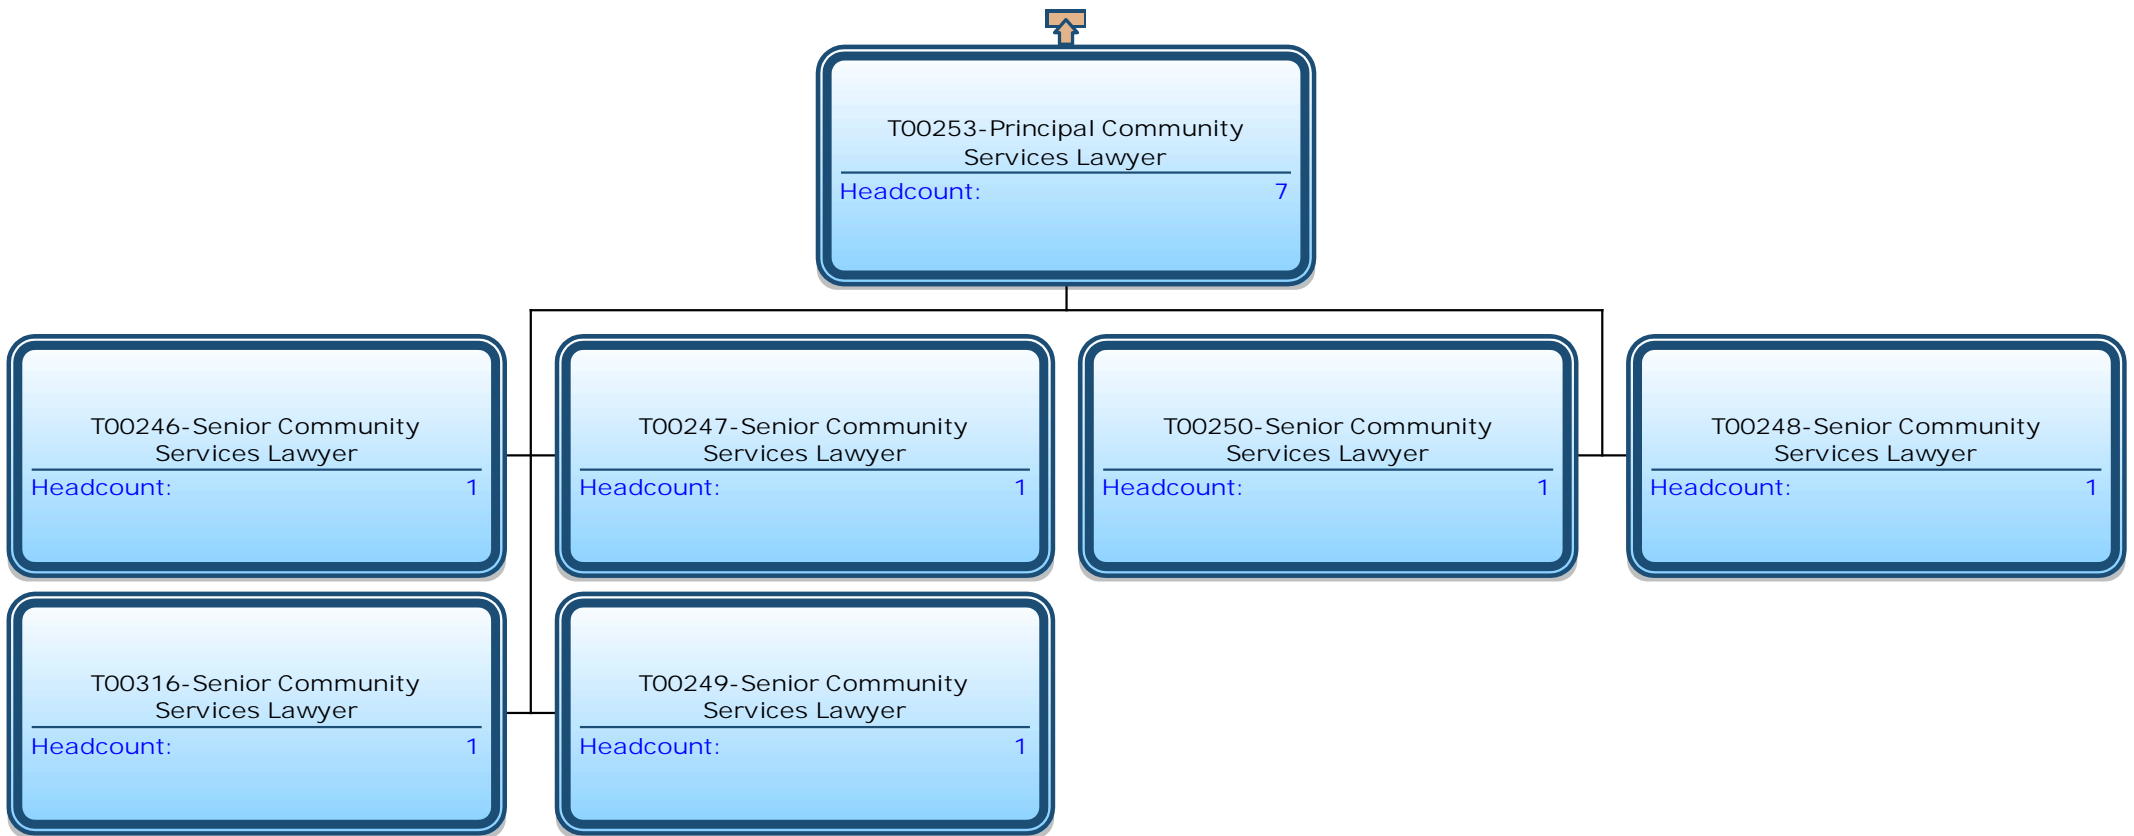 T00253-Principal Community
Services Lawyer
Headcount: 7
T00246-Senior Community
Services Lawyer
Headcount: 1
T00247-Senior Community
Services Lawyer
Headcount: 1
T00250-Senior Community
Services Lawyer
Headcount: 1
T00248-Senior Community
Services Lawyer
Headcount: 1
T00316-Senior Community
Services Lawyer
Headcount: 1
T00249-Senior Community
Services Lawyer
Headcount: 1